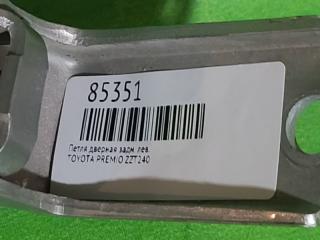 85351
Петля дверная задн. лев.
TOYOTA PREMIO ZZT240